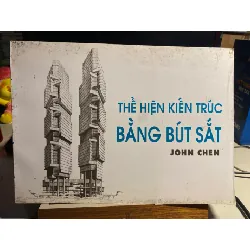 THỂ HIỆN KIẾN TRÚC
BẰNG BÚT SẮT
JOHN CHEN